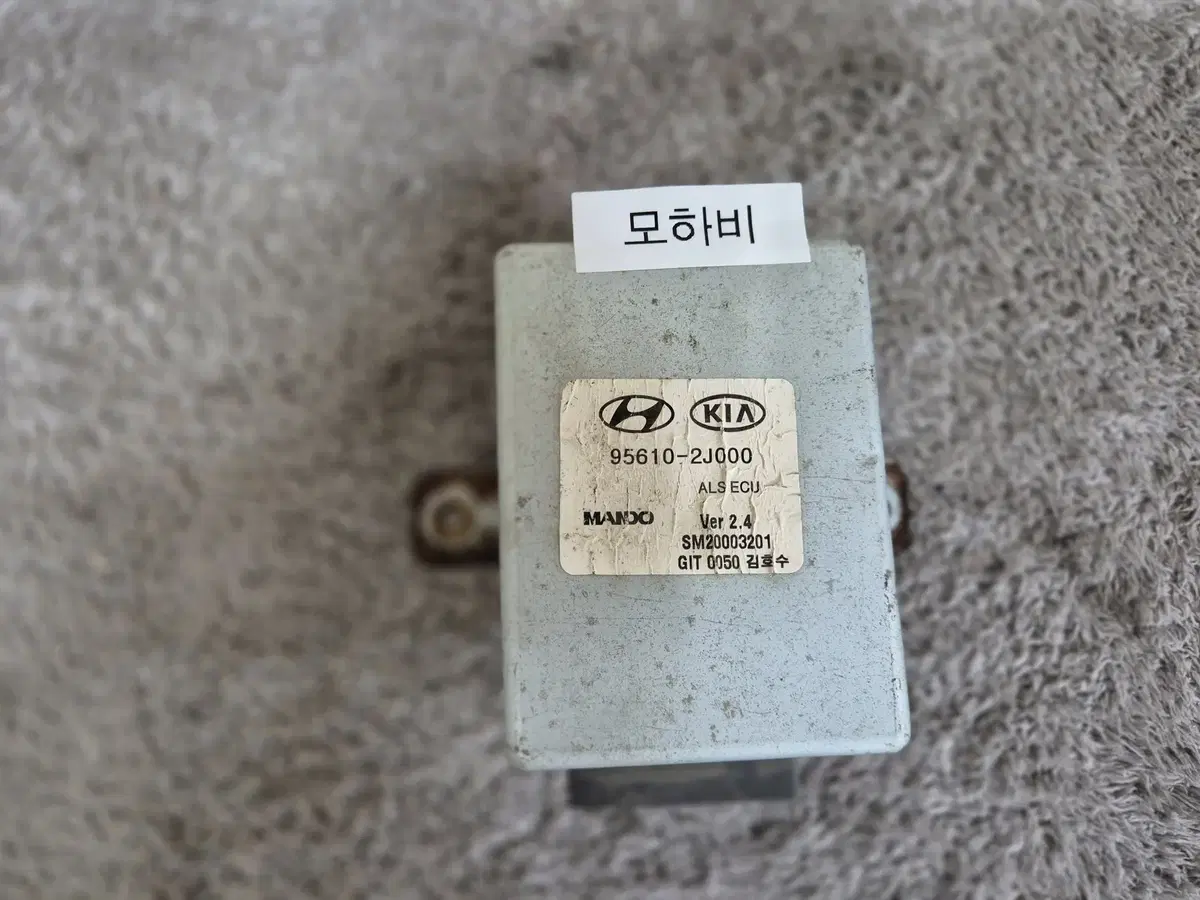 모하비
KIA
95610-2J000
ALS ECU
MANDO
Ver 2.4
SM20003201
GIT 0050 김호수